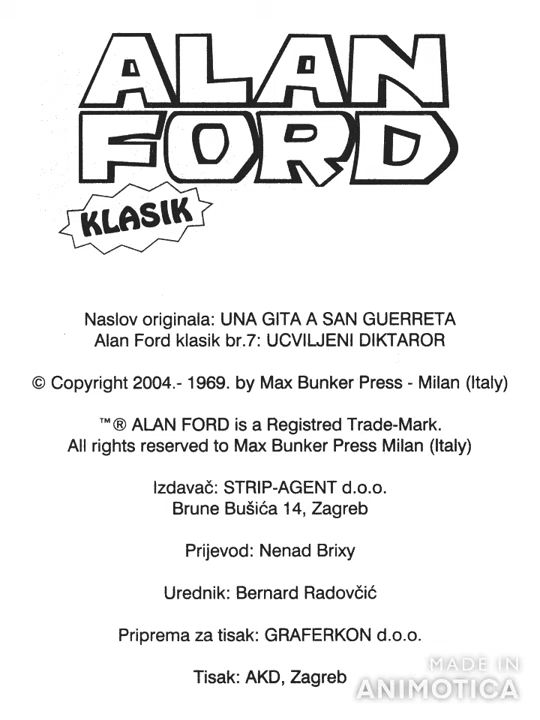 ALAN
FORD
KLASIK
Naslov originala: UNA GITA A SAN GUERRETA
Alan Ford klasik br.7: UCVILJENI DIKTAROR
© Copyright 2004.- 1969. by Max Bunker Press - Milan (Italy)
™® ALAN FORD is a Registred Trade-Mark.
All rights reserved to Max Bunker Press Milan (Italy)
Izdavač: STRIP-AGENT d.o.o.
Brune Bušića 14, Zagreb
Prijevod: Nenad Brixy
Urednik: Bernard Radovčić
Priprema za tisak: GRAFERKON d.o.o.
Tisak: AKD, Zagreb
MADE IN
ANIMOTICA